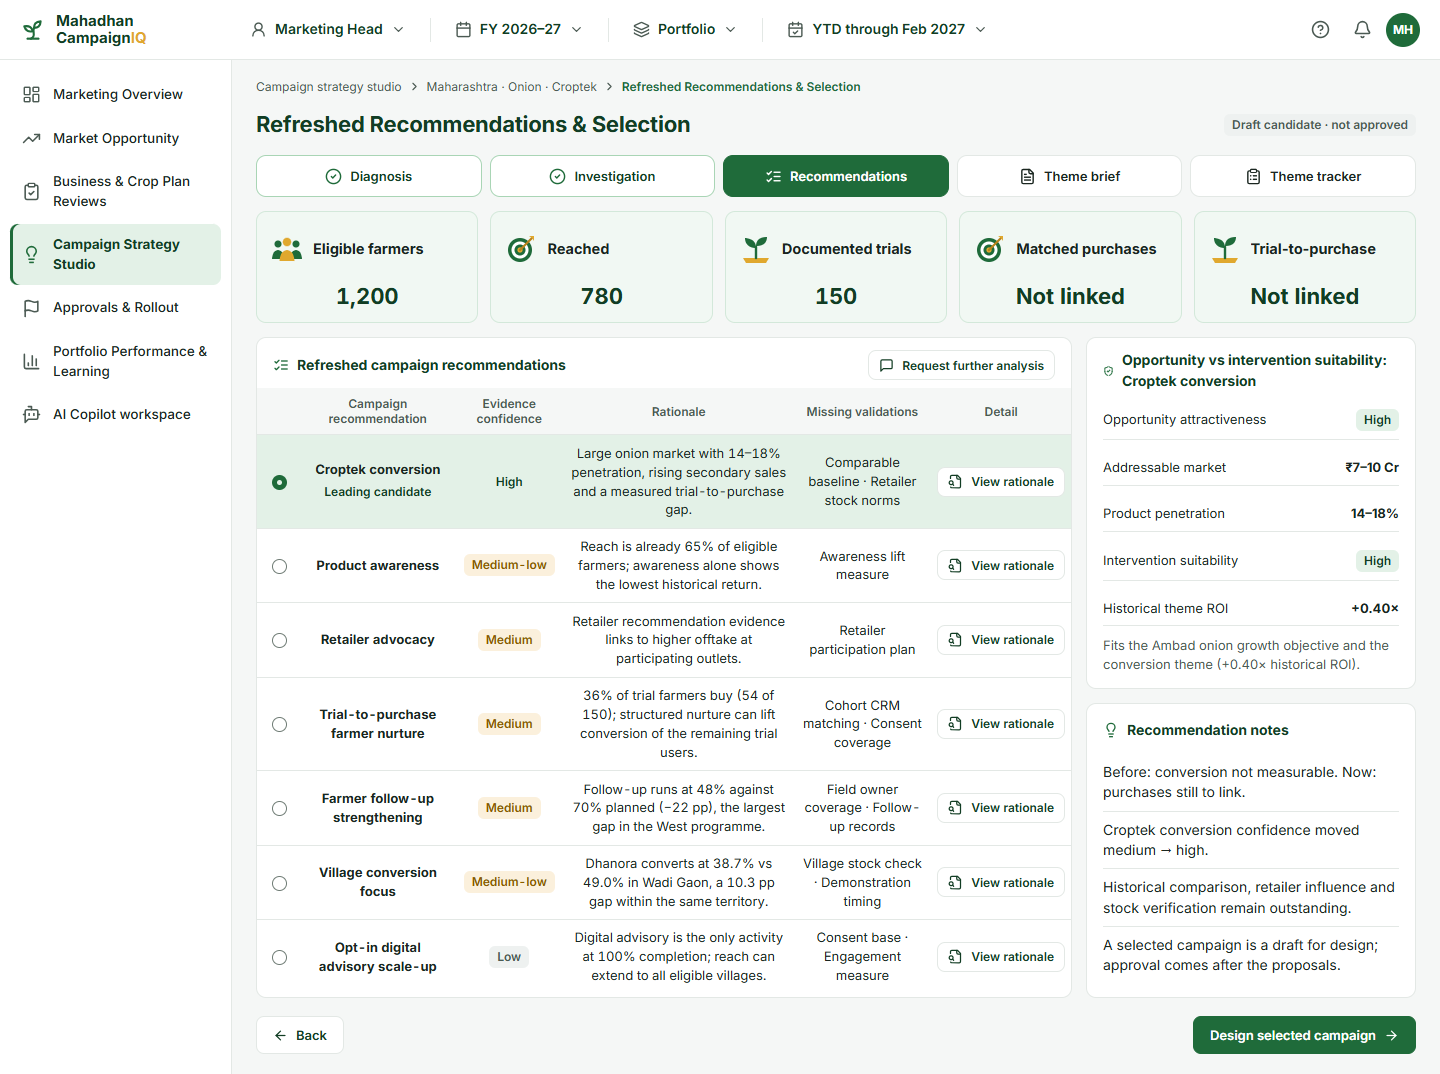 Mahadhan
CampaignIQ
Marketing Head
FY 2026–27
Portfolio
YTD through Feb 2027
MH
Marketing Overview
Market Opportunity
Business & Crop Plan
Reviews
Campaign Strategy
Studio
Approvals & Rollout
Portfolio Performance &
Learning
AI Copilot workspace
Campaign strategy studio > Maharashtra · Onion · Croptek > Refreshed Recommendations & Selection
Refreshed Recommendations & Selection
Draft candidate · not approved
Diagnosis
Investigation
Recommendations
Theme brief
Theme tracker
Eligible farmers
1,200
Reached
780
Documented trials
150
Matched purchases
Not linked
Trial-to-purchase
Not linked
Refreshed campaign recommendations
Request further analysis
Campaign
recommendation
Evidence
confidence
Rationale
Missing validations
Detail
Croptek conversion
Leading candidate
High
Large onion market with 14–18%
penetration, rising secondary sales
and a measured trial-to-purchase
gap.
Comparable
baseline · Retailer
stock norms
View rationale
Product awareness
Medium-low
Reach is already 65% of eligible
farmers; awareness alone shows
the lowest historical return.
Awareness lift
measure
View rationale
Retailer advocacy
Medium
Retailer recommendation evidence
links to higher offtake at
participating outlets.
Retailer
participation plan
View rationale
Trial-to-purchase
farmer nurture
Medium
36% of trial farmers buy (54 of
150); structured nurture can lift
conversion of the remaining trial
users.
Cohort CRM
matching · Consent
coverage
View rationale
Farmer follow-up
strengthening
Medium
Follow-up runs at 48% against
70% planned (−22 pp), the largest
gap in the West programme.
Field owner
coverage · Follow-
up records
View rationale
Village conversion
focus
Medium-low
Dhanora converts at 38.7% vs
49.0% in Wadi Gaon, a 10.3 pp
gap within the same territory.
Village stock check
· Demonstration
timing
View rationale
Opt-in digital
advisory scale-up
Low
Digital advisory is the only activity
at 100% completion; reach can
extend to all eligible villages.
Consent base ·
Engagement
measure
View rationale
Opportunity vs intervention suitability:
Croptek conversion
Opportunity attractiveness
High
Addressable market
₹7–10 Cr
Product penetration
14–18%
Intervention suitability
High
Historical theme ROI
+0.40×
Fits the Ambad onion growth objective and the
conversion theme (+0.40× historical ROI).
Recommendation notes
Before: conversion not measurable. Now:
purchases still to link.
Croptek conversion confidence moved
medium → high.
Historical comparison, retailer influence and
stock verification remain outstanding.
A selected campaign is a draft for design;
approval comes after the proposals.
← Back
Design selected campaign →